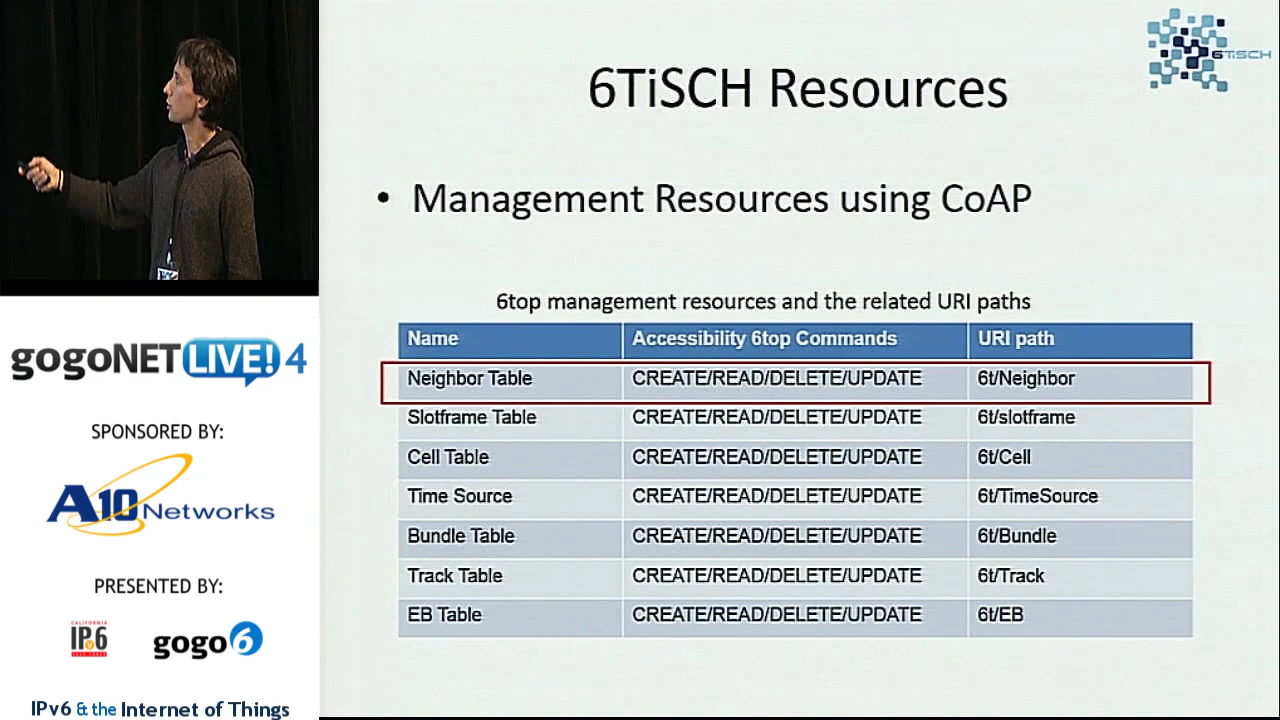 6TiSCH
6TiSCH Resources
• Management Resources using CoAP
6top management resources and the related URI paths
Name Accessibility 6top Commands URI path
Neighbor Table CREATE/READ/DELETE/UPDATE 6t/Neighbor
Slotframe Table CREATE/READ/DELETE/UPDATE 6t/slotframe
Cell Table CREATE/READ/DELETE/UPDATE 6t/Cell
Time Source CREATE/READ/DELETE/UPDATE 6t/TimeSource
Bundle Table CREATE/READ/DELETE/UPDATE 6t/Bundle
Track Table CREATE/READ/DELETE/UPDATE 6t/Track
EB Table CREATE/READ/DELETE/UPDATE 6t/EB
gogoNET LIVE! 4
SPONSORED BY:
A10 Networks
PRESENTED BY:
CALIFORNIA
IPv6
TASK FORCE
gogo6
IPv6 & the Internet of Things